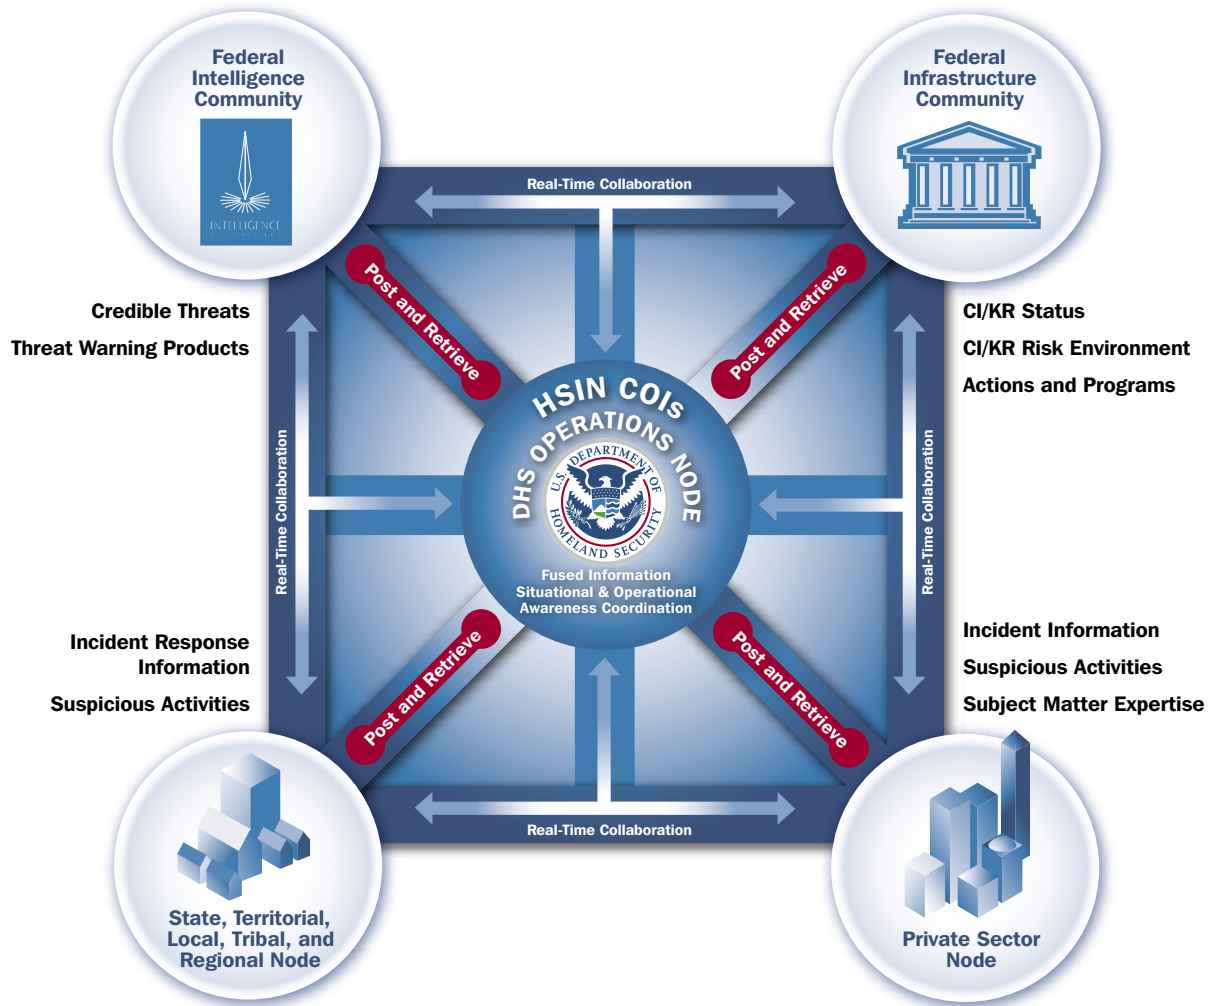 Federal
Intelligence
Community
INTELLIGENCE
Federal
Infrastructure
Community
Real-Time Collaboration
Post and Retrieve
Post and Retrieve
Credible Threats
Threat Warning Products
CI/KR Status
CI/KR Risk Environment
Actions and Programs
HSIN COIs
DHS OPERATIONS NODE
U.S. DEPARTMENT OF
HOMELAND SECURITY
Fused Information
Situational & Operational
Awareness Coordination
Real-Time Collaboration
Real-Time Collaboration
Incident Response
Information
Suspicious Activities
Incident Information
Suspicious Activities
Subject Matter Expertise
Post and Retrieve
Post and Retrieve
Real-Time Collaboration
State, Territorial,
Local, Tribal, and
Regional Node
Private Sector
Node